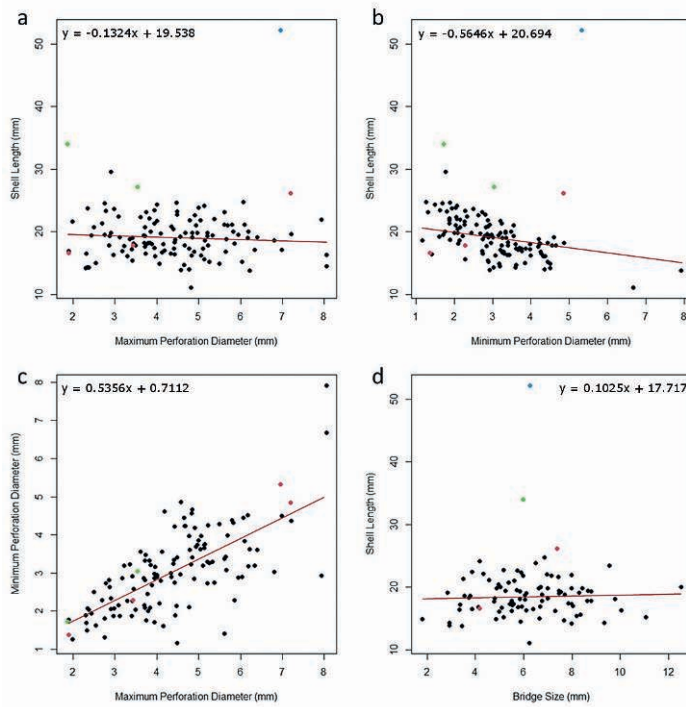 a
b
y = -0.1324x + 19.538
y = -0.5646x + 20.694
50
40
30
20
10
Shell Length (mm)
2 3 4 5 6 7 8
Maximum Perforation Diameter (mm)
50
40
30
20
10
Shell Length (mm)
1 2 3 4 5 6 7 8
Minimum Perforation Diameter (mm)
c
d
y = 0.5356x + 0.7112
y = 0.1025x + 17.717
8
7
6
5
4
3
2
1
Minimum Perforation Diameter (mm)
2 3 4 5 6 7 8
Maximum Perforation Diameter (mm)
50
40
30
20
10
Shell Length (mm)
2 4 6 8 10 12
Bridge Size (mm)